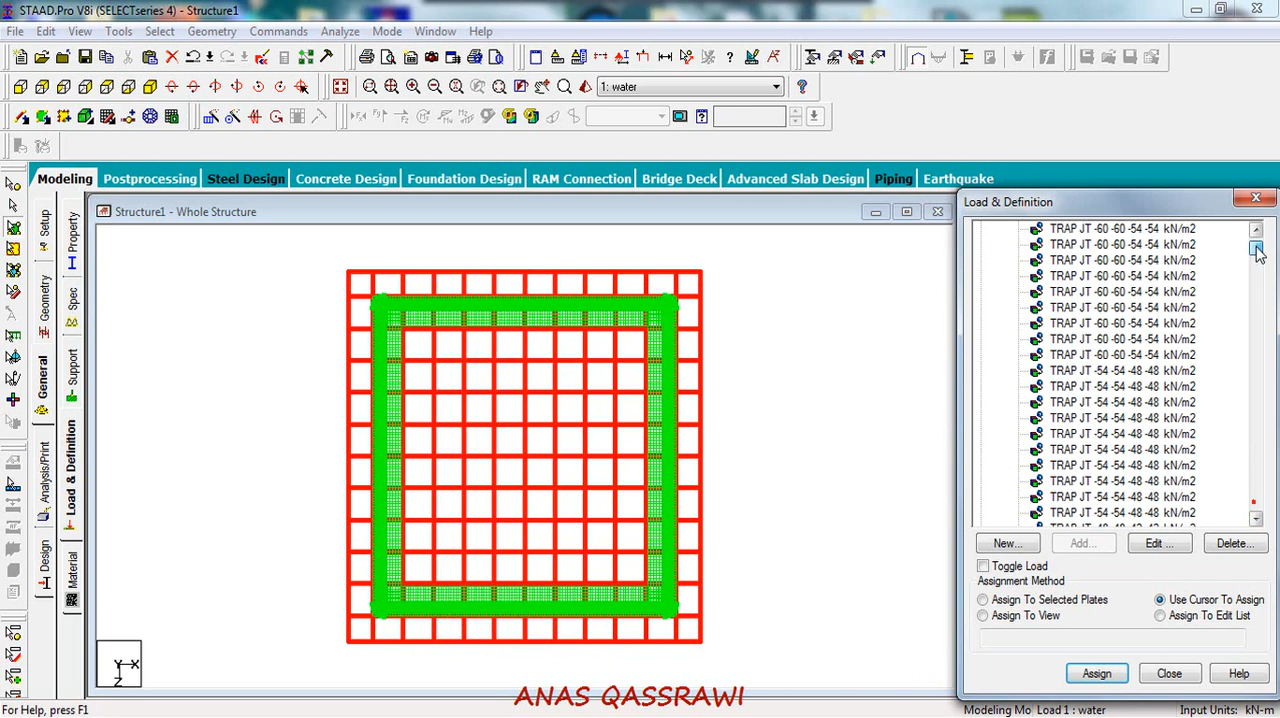 STAAD.Pro V8i (SELECTseries 4) - Structure1
File Edit View Tools Select Geometry Commands Analyze Mode Window Help
1: water
Modeling Postprocessing Steel Design Concrete Design Foundation Design RAM Connection Bridge Deck Advanced Slab Design Piping Earthquake
Setup
Geometry
General
Analysis/Print
Design
Property
Spec
Support
Load & Definition
Material
Structure1 - Whole Structure
Y X
Z
Load & Definition
TRAP JT -60 -60 -54 -54 kN/m2
TRAP JT -60 -60 -54 -54 kN/m2
TRAP JT -60 -60 -54 -54 kN/m2
TRAP JT -60 -60 -54 -54 kN/m2
TRAP JT -60 -60 -54 -54 kN/m2
TRAP JT -60 -60 -54 -54 kN/m2
TRAP JT -60 -60 -54 -54 kN/m2
TRAP JT -60 -60 -54 -54 kN/m2
TRAP JT -60 -60 -54 -54 kN/m2
TRAP JT -54 -54 -48 -48 kN/m2
TRAP JT -54 -54 -48 -48 kN/m2
TRAP JT -54 -54 -48 -48 kN/m2
TRAP JT -54 -54 -48 -48 kN/m2
TRAP JT -54 -54 -48 -48 kN/m2
TRAP JT -54 -54 -48 -48 kN/m2
TRAP JT -54 -54 -48 -48 kN/m2
TRAP JT -54 -54 -48 -48 kN/m2
TRAP JT -54 -54 -48 -48 kN/m2
TRAP JT -54 -54 -48 -48 kN/m2
New... Add... Edit ... Delete...
Toggle Load
Assignment Method
Assign To Selected Plates Use Cursor To Assign
Assign To View Assign To Edit List
Assign Close Help
ANAS QASSRAWI
For Help, press F1 Modeling Mo Load 1 : water Input Units: kN-m